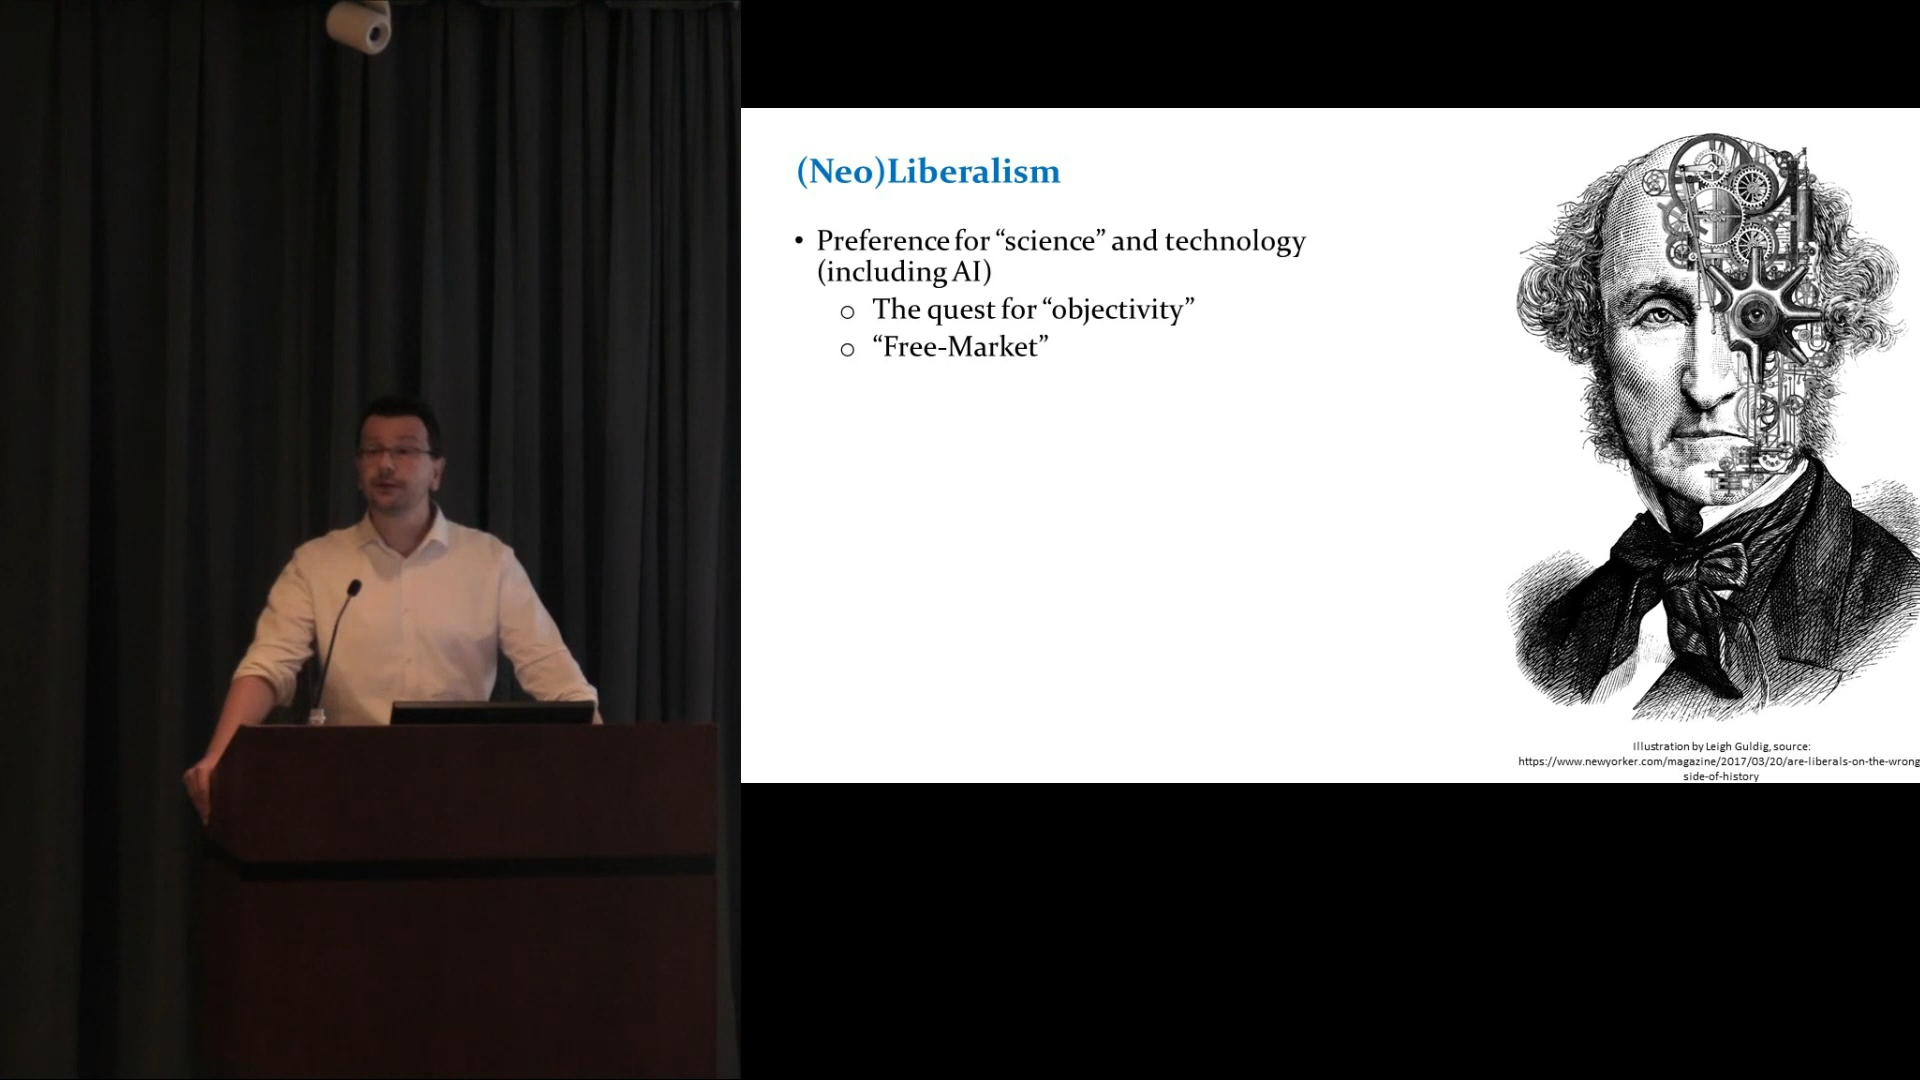 (Neo)Liberalism
• Preference for “science” and technology
(including AI)
o The quest for “objectivity”
o “Free-Market”
Illustration by Leigh Guldig, source:
https://www.newyorker.com/magazine/2017/03/20/are-liberals-on-the-wrong
side-of-history